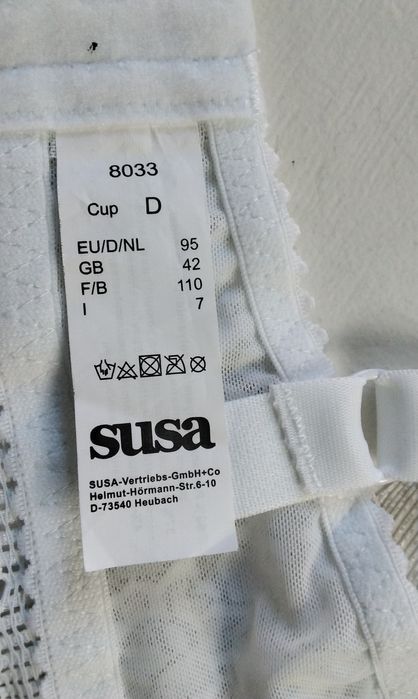 8033
Cup D
EU/D/NL 95
GB 42
F/B 110
I 7
susa
SUSA-Vertriebs-GmbH+Co
Helmut-Hörmann-Str.6-10
D-73540 Heubach